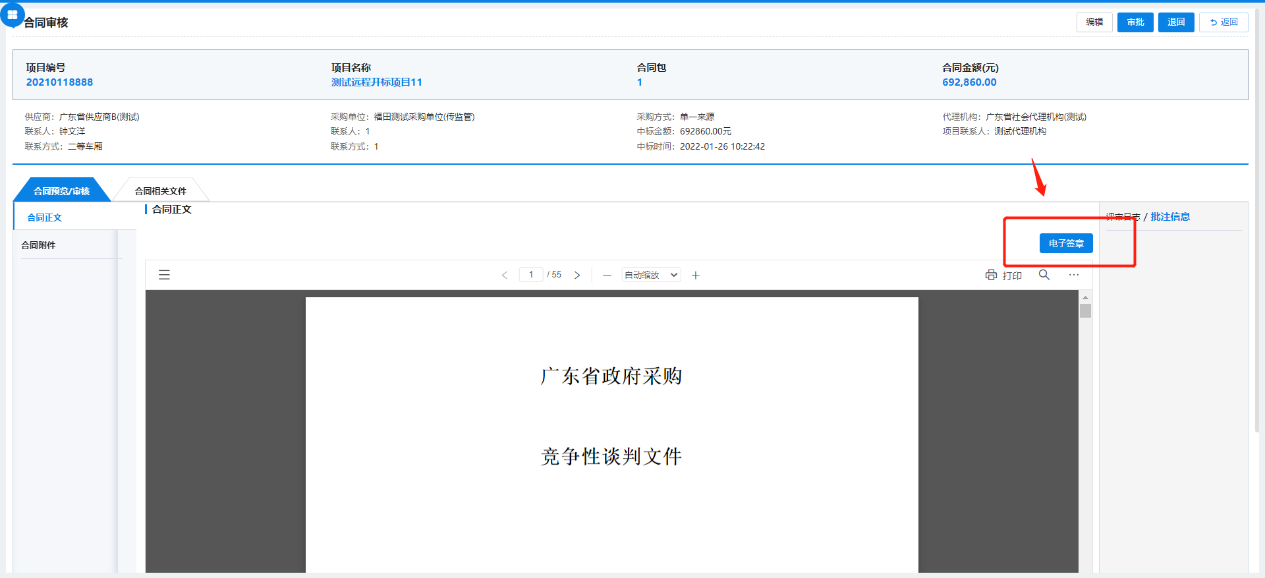 合同审核
编辑 审批 退回 返回
项目编号 项目名称 合同包 合同金额(元)
20210118888 测试远程开标项目11 1 692,860.00
供应商：广东省供应商B(测试) 采购单位：福田测试采购单位(传监管) 采购方式：单一来源 代理机构：广东省社会代理机构(测试)
联系人：钟文洋 联系人：1 中标金额：692860.00元 项目联系人：测试代理机构
联系方式：二等车厢 联系方式：1 中标时间：2022-01-26 10:22:42
合同预览/审核 合同相关文件
合同正文 合同正文 评审日志 / 批注信息
电子签章
合同附件
1 / 55 自动缩放 打印 ···
广东省政府采购
竞争性谈判文件